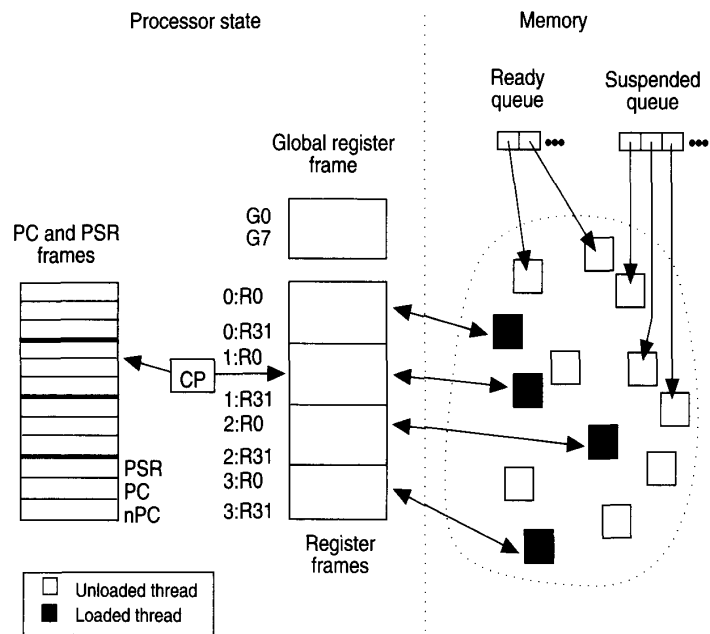 Processor state
Memory
Ready
queue
Suspended
queue
Global register
frame
G0
G7
PC and PSR
frames
0:R0
0:R31
1:R0
CP
1:R31
2:R0
2:R31
3:R0
3:R31
PSR
PC
nPC
Register
frames
Unloaded thread
Loaded thread